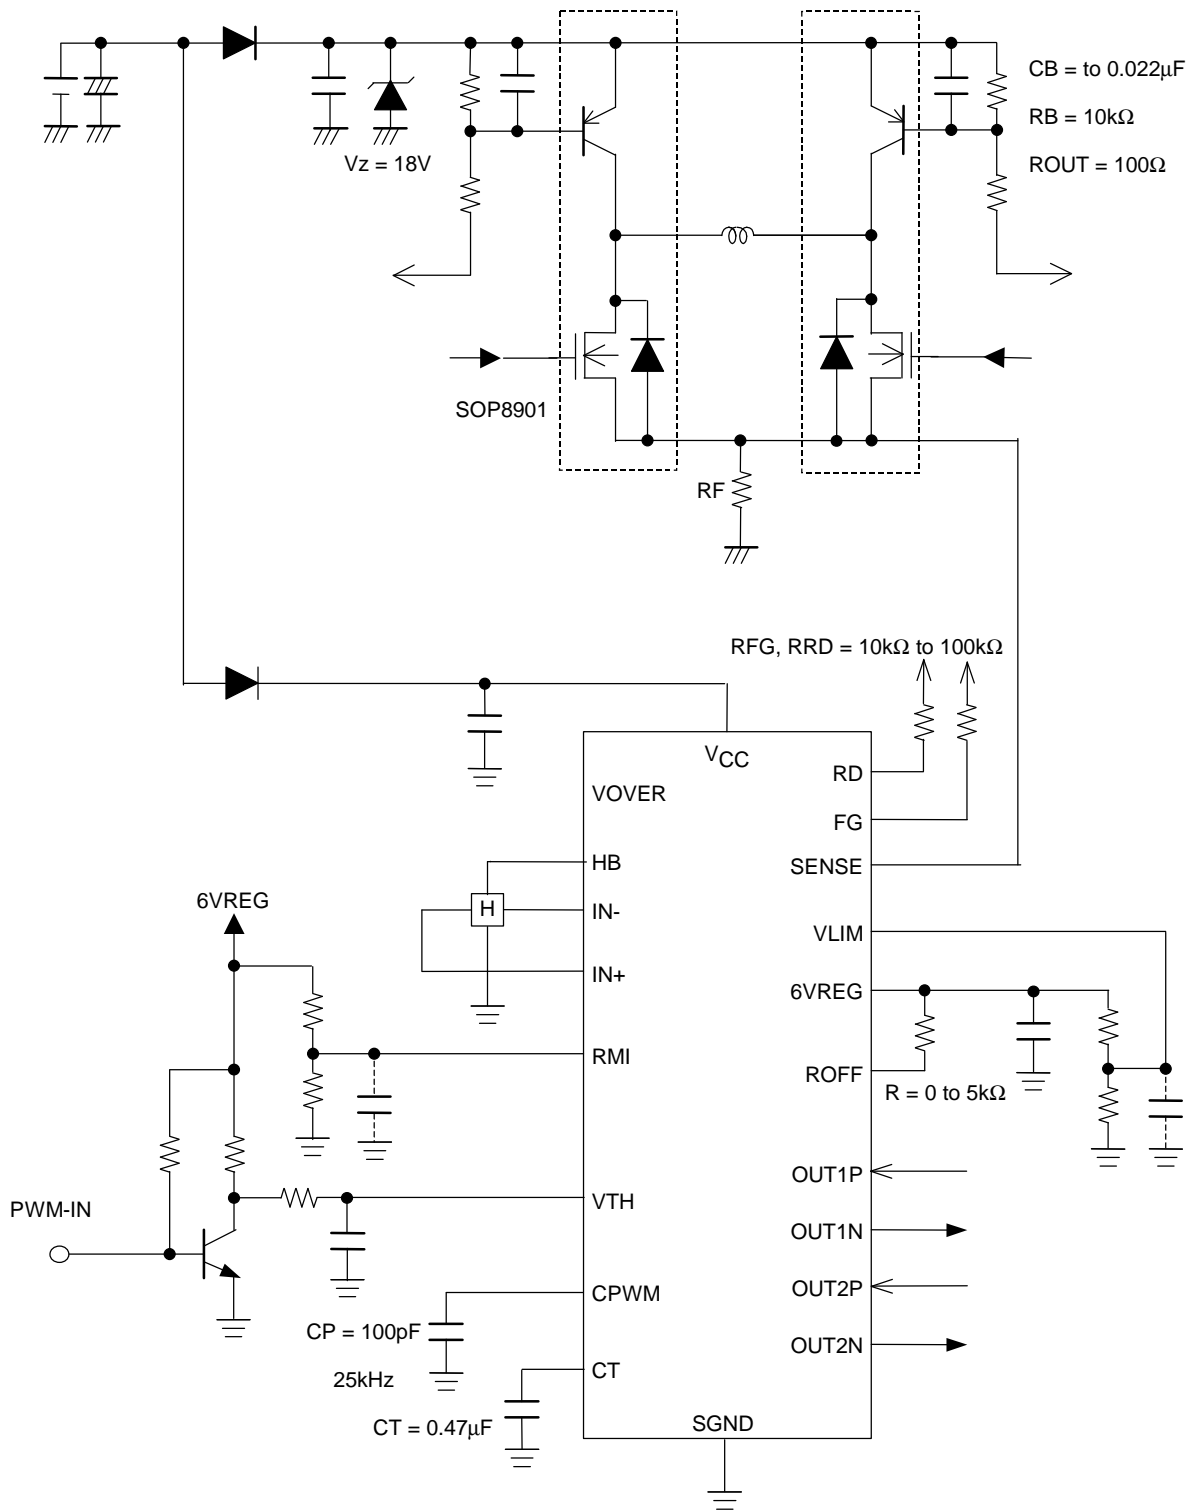 CB = to 0.022μF
RB = 10kΩ
Vz = 18V
ROUT = 100Ω
SOP8901
RF
RFG, RRD = 10kΩ to 100kΩ
VCC
RD
VOVER
FG
HB
SENSE
6VREG
H
IN-
VLIM
IN+
6VREG
RMI
ROFF
R = 0 to 5kΩ
OUT1P
PWM-IN
VTH
OUT1N
CPWM
OUT2P
CP = 100pF
OUT2N
25kHz
CT
CT = 0.47μF
SGND